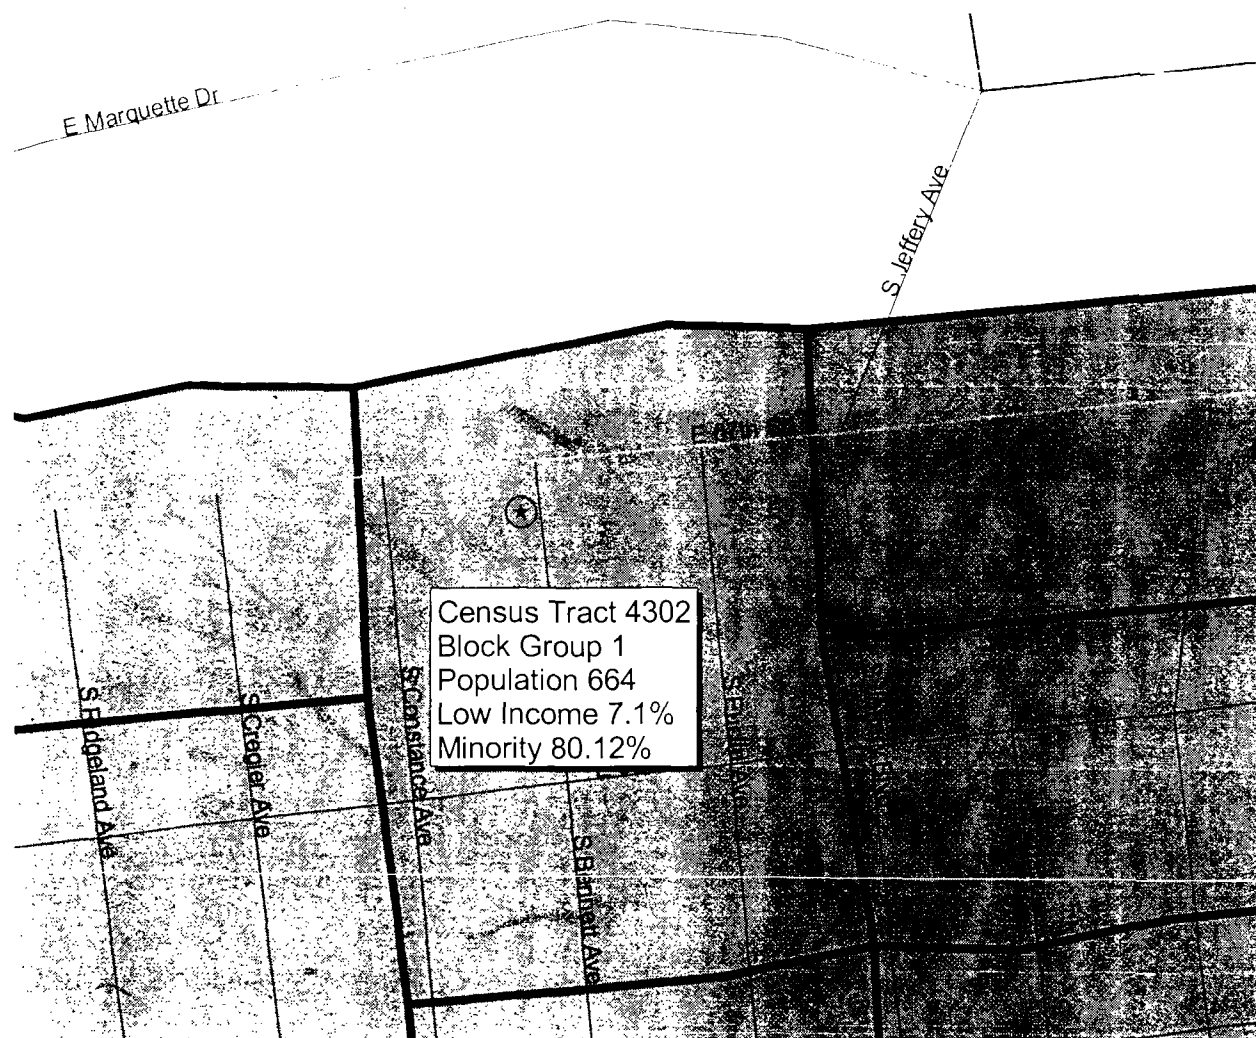 E Marquette Dr
S Jeffery Ave
Census Tract 4302
Block Group 1
Population 664
Low Income 7.1%
Minority 80.12%
S Ridgeland Ave
S Cregier Ave
S Constance Ave
S Bennett Ave